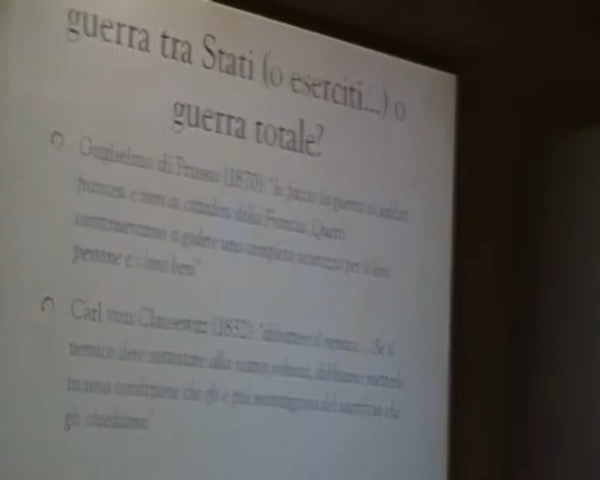 guerra tra Stati (o eserciti...) o
guerra totale?
Guglielmo di Prussia (1870): "Io faccio la guerra ai soldati
francesi e non ai cittadini della Francia. Questi
continueranno a godere una completa sicurezza per le loro
persone e i loro beni"
Carl von Clausewitz (1832): "abbattere il nemico... Se il
nemico deve sottostare alla nostra volontà, dobbiamo metterlo
in una condizione che gli è più svantaggiosa del sacrificio che
gli chiediamo"